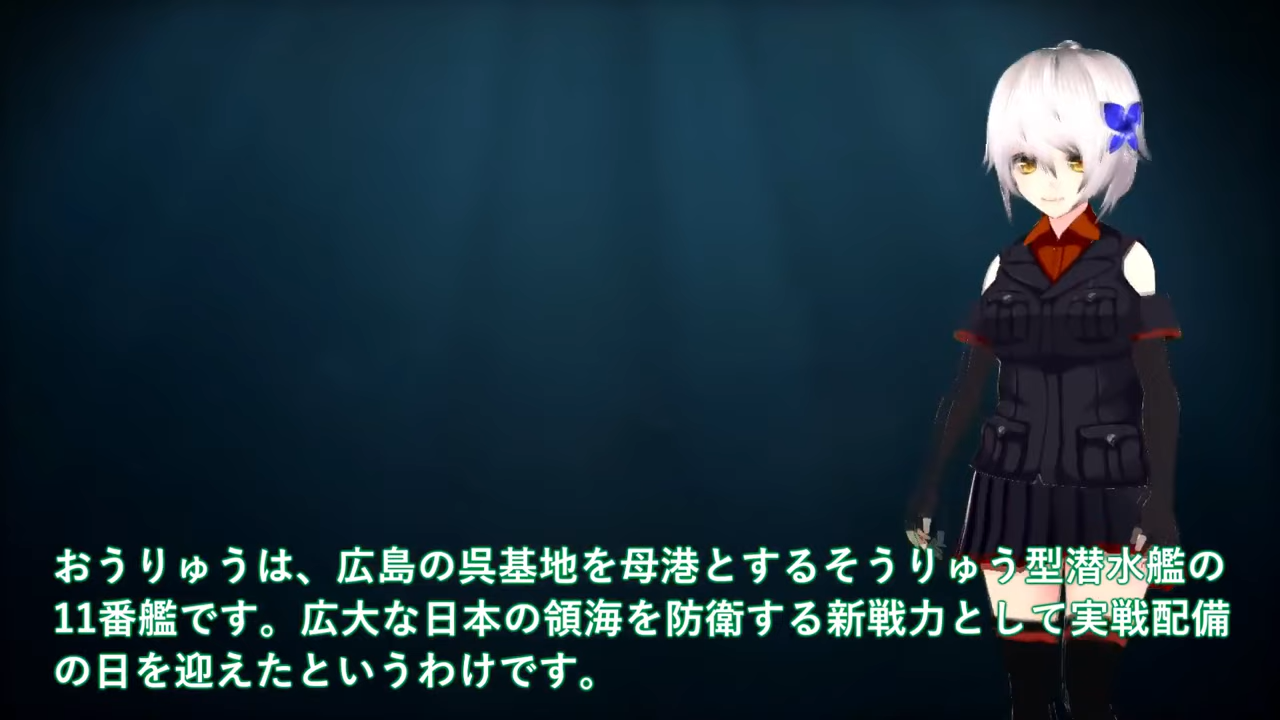 おうりゅうは、広島の呉基地を母港とするそうりゅう型潜水艦の
11番艦です。広大な日本の領海を防衛する新戦力として実戦配備
の日を迎えたというわけです。